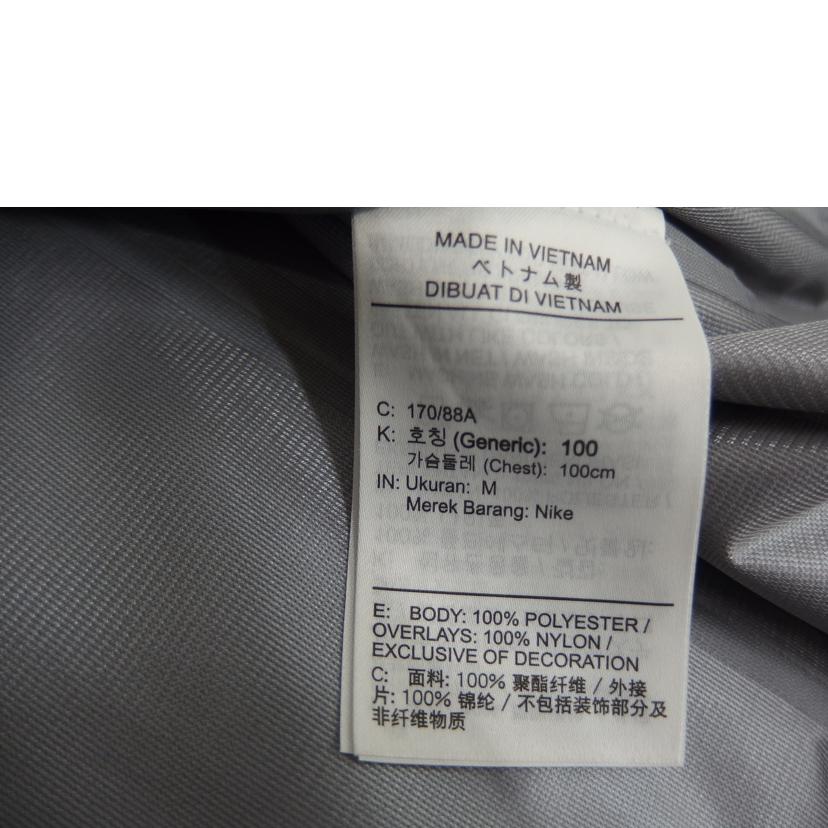 MADE IN VIETNAM
ベトナム製
DIBUAT DI VIETNAM
C: 170/88A
K: 호칭 (Generic): 100
가슴둘레 (Chest): 100cm
IN: Ukuran: M
Merek Barang: Nike
E: BODY: 100% POLYESTER /
OVERLAYS: 100% NYLON /
EXCLUSIVE OF DECORATION
C: 面料: 100% 聚酯纤维 / 外接
片: 100% 锦纶 / 不包括装饰部分及
非纤维物质